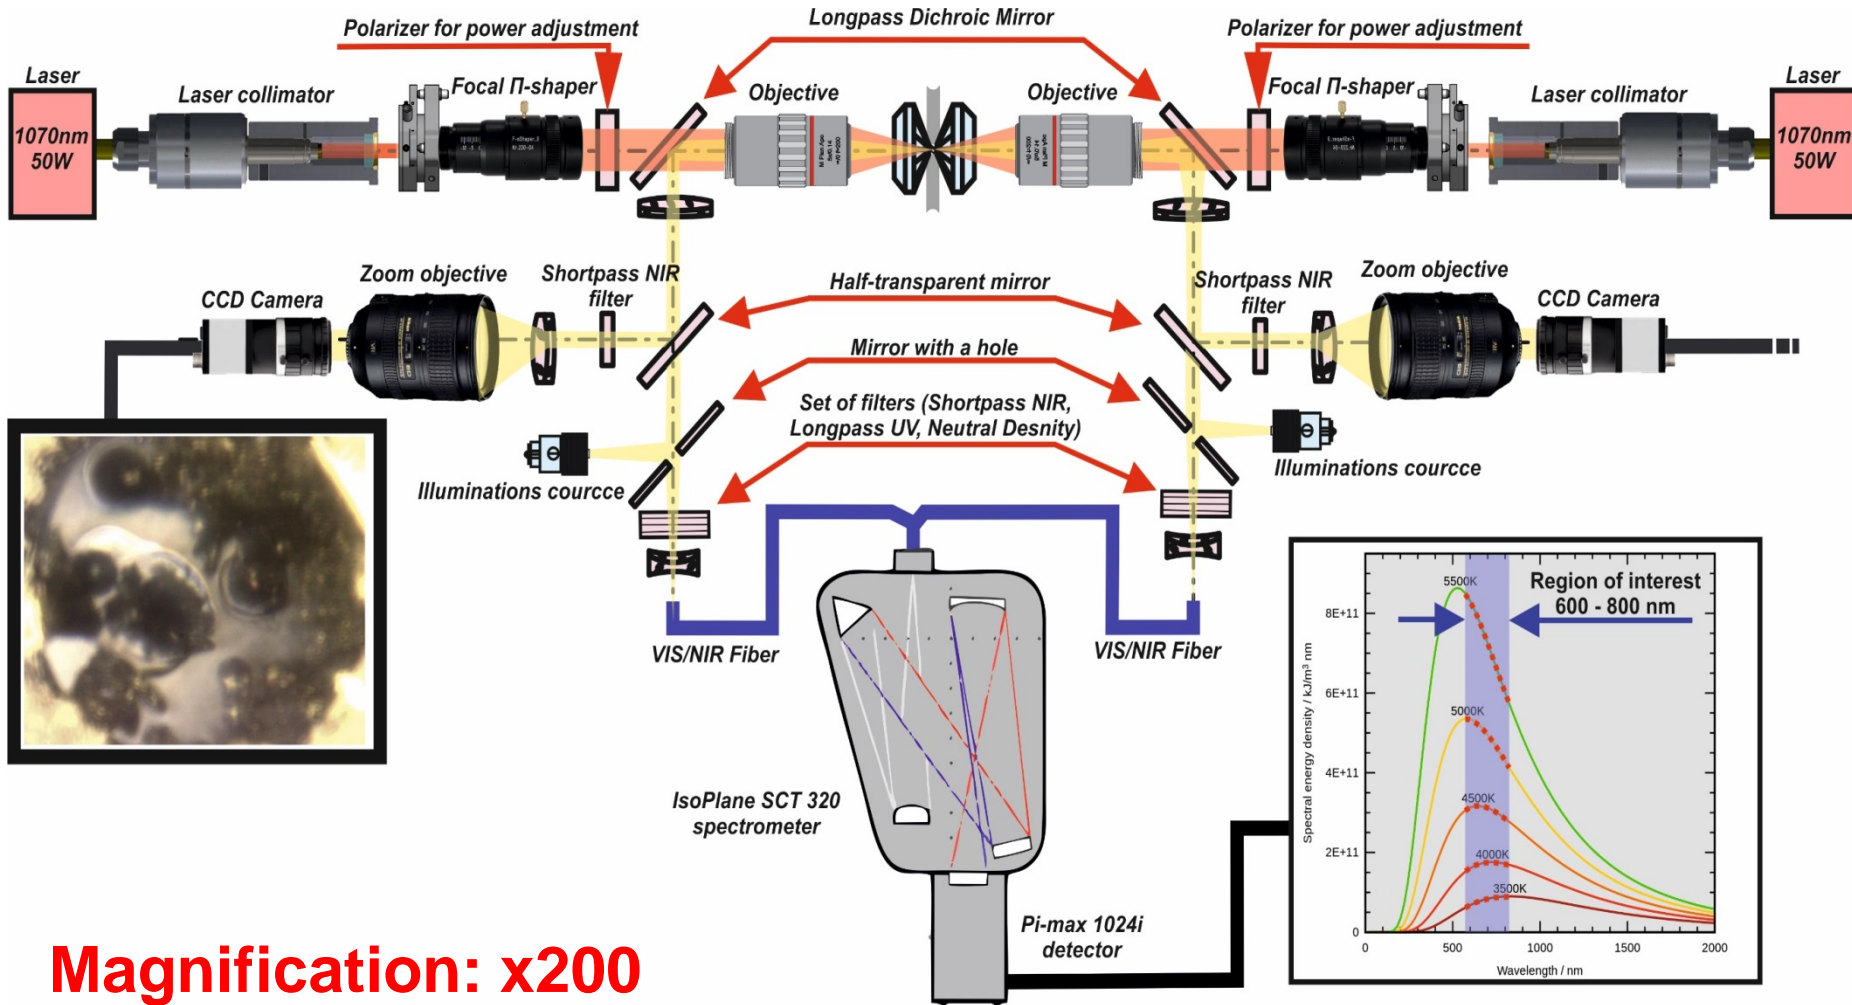 Polarizer for power adjustment
Longpass Dichroic Mirror
Polarizer for power adjustment
Laser
Laser collimator
Focal П-shaper
Objective
Objective
Focal П-shaper
Laser collimator
Laser
1070nm
50W
1070nm
50W
CCD Camera
Zoom objective
Shortpass NIR
filter
Half-transparent mirror
Shortpass NIR
filter
Zoom objective
CCD Camera
Mirror with a hole
Set of filters (Shortpass NIR,
Longpass UV, Neutral Desnity)
Illuminations courcce
Illuminations courcce
VIS/NIR Fiber
VIS/NIR Fiber
IsoPlane SCT 320
spectrometer
Pi-max 1024i
detector
Region of interest
600 - 800 nm
5500K
5000K
4500K
4000K
3500K
Spectral energy density / kJ/m³ nm
8E+11
6E+11
4E+11
2E+11
0
0
500
1000
1500
2000
Wavelength / nm
Magnification: x200